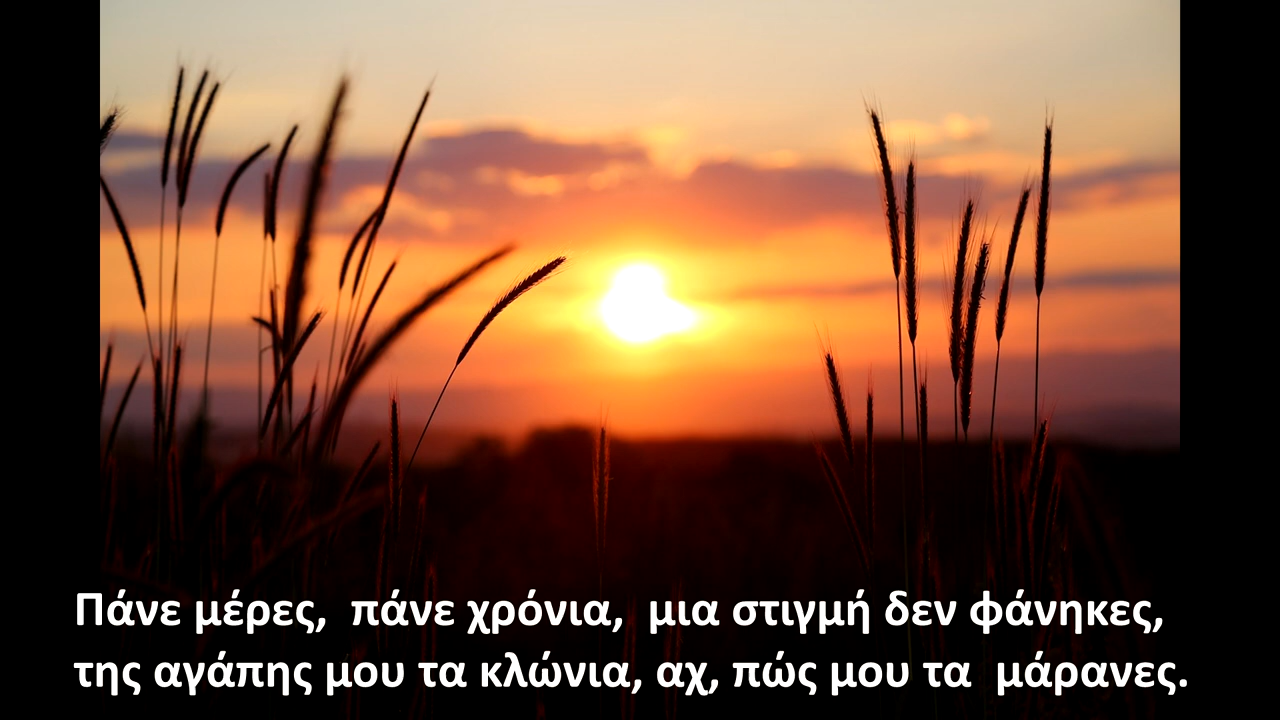 Πάνε μέρες, πάνε χρόνια, μια στιγμή δεν φάνηκες,
της αγάπης μου τα κλώνια, αχ, πώς μου τα μάρανες.